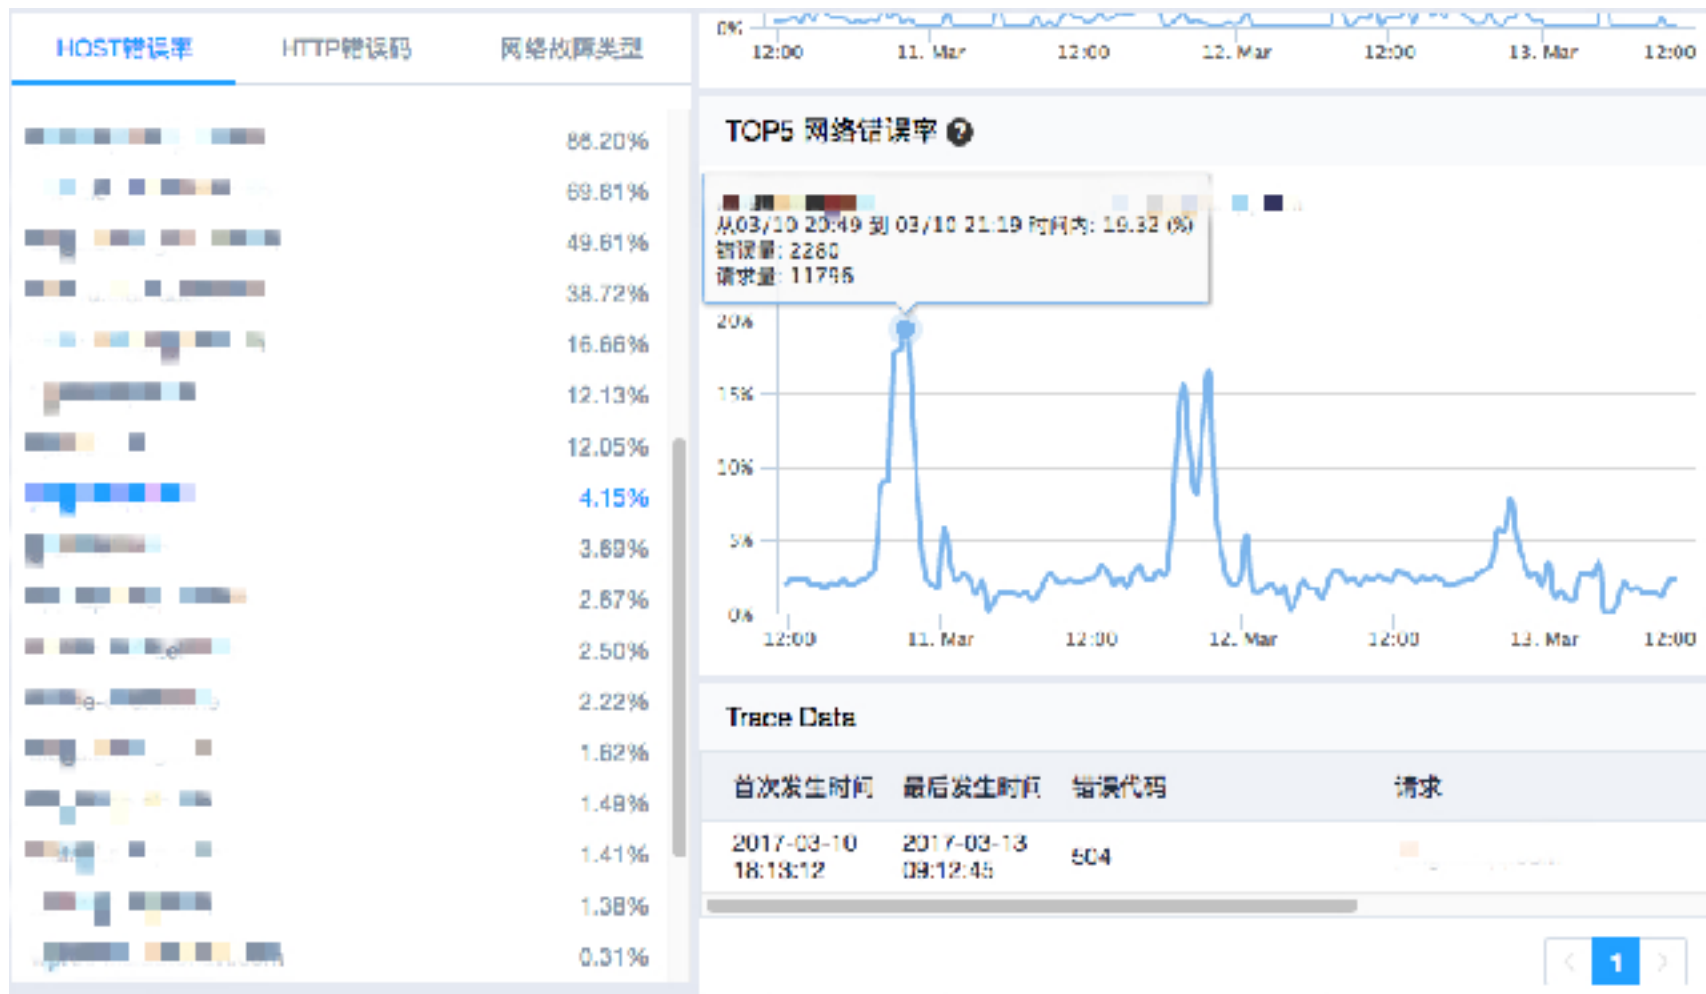 HOST错误率 HTTP错误码 网络故障类型
86.20%
69.81%
49.61%
38.72%
16.66%
12.13%
12.05%
4.15%
3.69%
2.67%
2.50%
2.22%
1.62%
1.48%
1.41%
1.38%
0.31%
0%
12:00 11. Mar 12:00 12. Mar 12:00 13. Mar 12:00
TOP5 网络错误率 ?
从03/10 20:49 到 03/10 21:19 时间内: 19.32 (%)
错误量: 2280
请求量: 11796
20%
15%
10%
5%
0%
12:00 11. Mar 12:00 12. Mar 12:00 13. Mar 12:00
Trace Data
首次发生时间 最后发生时间 错误代码 请求
2017-03-10 2017-03-13
18:13:12 09:12:45 504
1